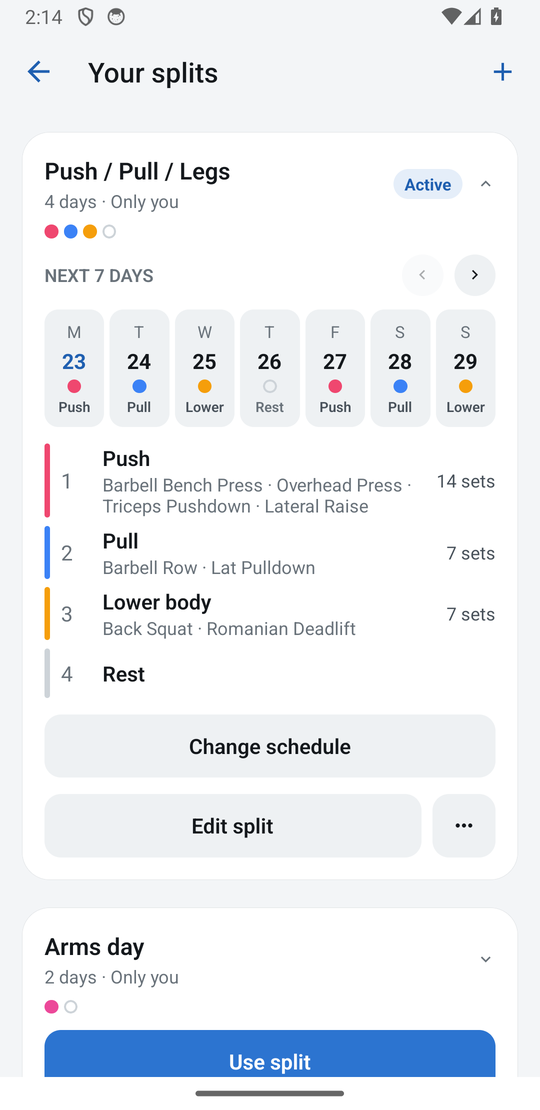 2:14
Your splits
Push / Pull / Legs
4 days · Only you
Active
NEXT 7 DAYS
M T W T F S S
23 24 25 26 27 28 29
Push Pull Lower Rest Push Pull Lower
1 Push
Barbell Bench Press · Overhead Press ·
Triceps Pushdown · Lateral Raise
14 sets
2 Pull
Barbell Row · Lat Pulldown
7 sets
3 Lower body
Back Squat · Romanian Deadlift
7 sets
4 Rest
Change schedule
Edit split
Arms day
2 days · Only you
Use split